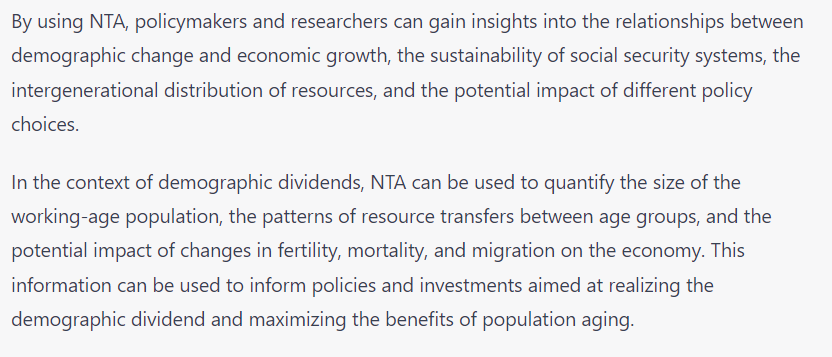 By using NTA, policymakers and researchers can gain insights into the relationships between
demographic change and economic growth, the sustainability of social security systems, the
intergenerational distribution of resources, and the potential impact of different policy
choices.
In the context of demographic dividends, NTA can be used to quantify the size of the
working-age population, the patterns of resource transfers between age groups, and the
potential impact of changes in fertility, mortality, and migration on the economy. This
information can be used to inform policies and investments aimed at realizing the
demographic dividend and maximizing the benefits of population aging.